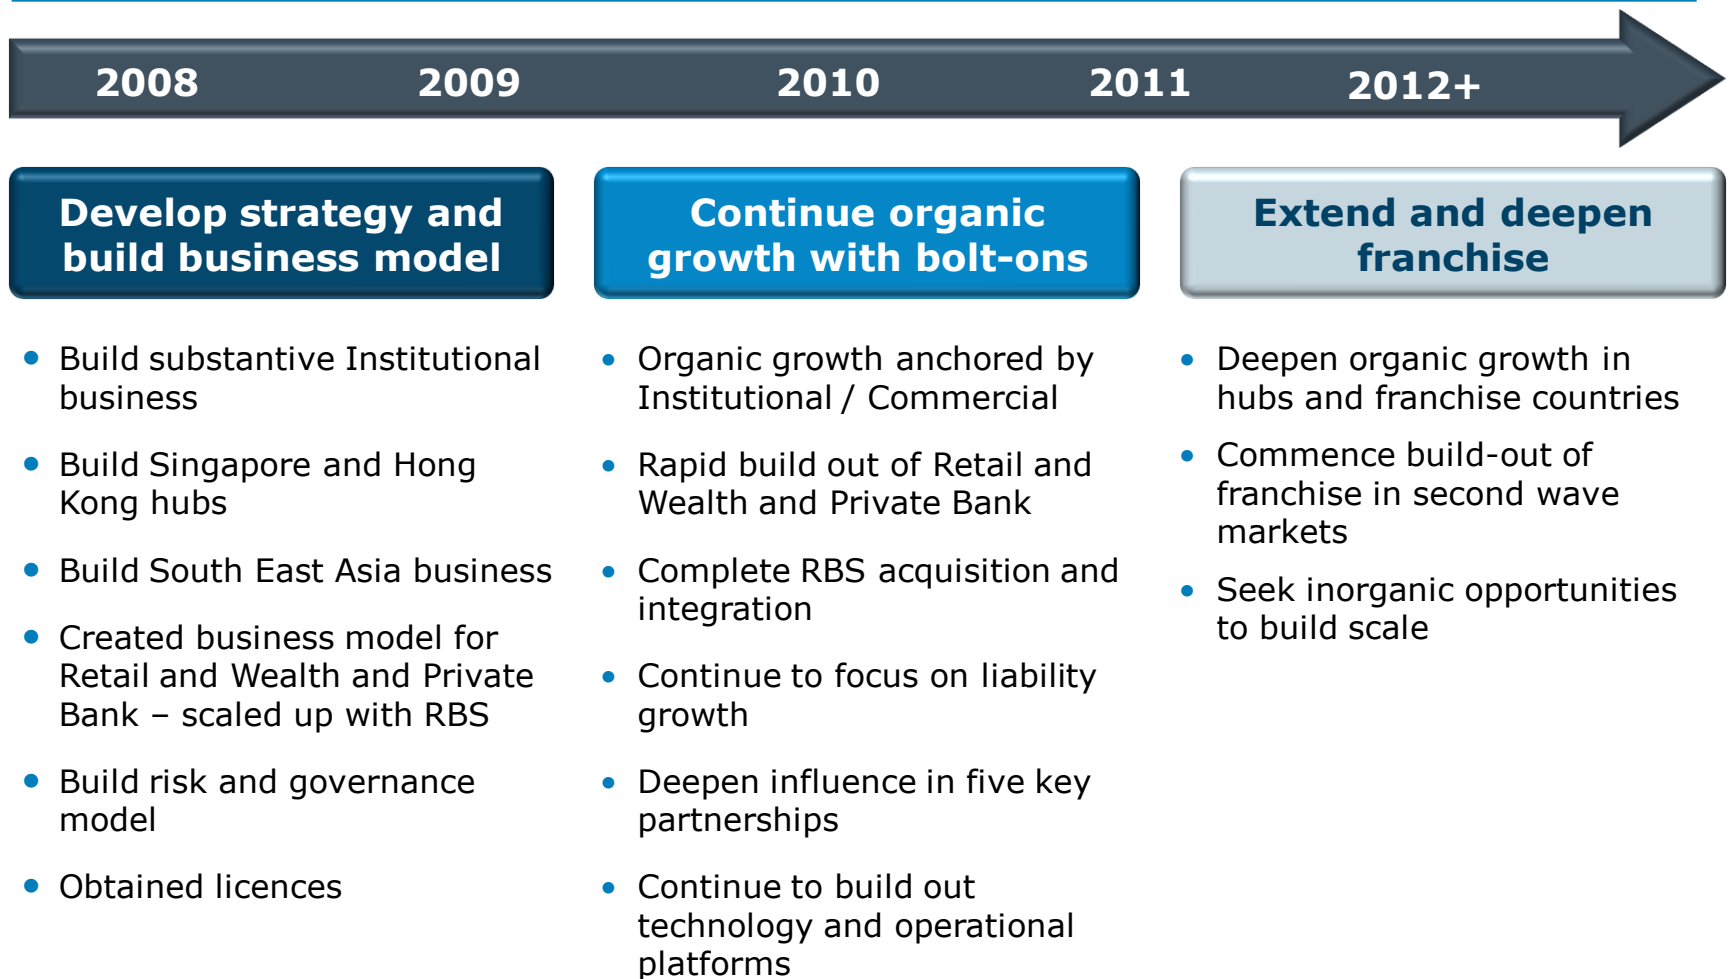 2008 2009 2010 2011 2012+
Develop strategy and
build business model
• Build substantive Institutional
business
• Build Singapore and Hong
Kong hubs
• Build South East Asia business
• Created business model for
Retail and Wealth and Private
Bank – scaled up with RBS
• Build risk and governance
model
• Obtained licences
Continue organic
growth with bolt-ons
• Organic growth anchored by
Institutional / Commercial
• Rapid build out of Retail and
Wealth and Private Bank
• Complete RBS acquisition and
integration
• Continue to focus on liability
growth
• Deepen influence in five key
partnerships
• Continue to build out
technology and operational
platforms
Extend and deepen
franchise
• Deepen organic growth in
hubs and franchise countries
• Commence build-out of
franchise in second wave
markets
• Seek inorganic opportunities
to build scale